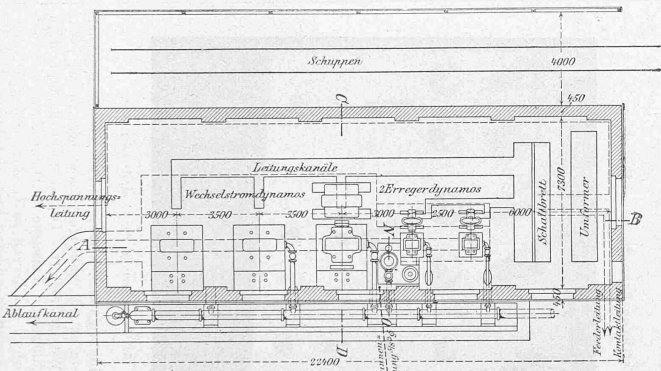 Schuppen
4000
450
C
Leitungskanäle
Wechselstromdynamos
2 Erregerdynamos
Hochspannungs-
leitung
3000
3500
3500
3000
2500
6000
7300
Schaltbrett
Umformer
A
B
N
Ablaufkanal
O
450
Feederleitung
Kontaktleitung
D
22400